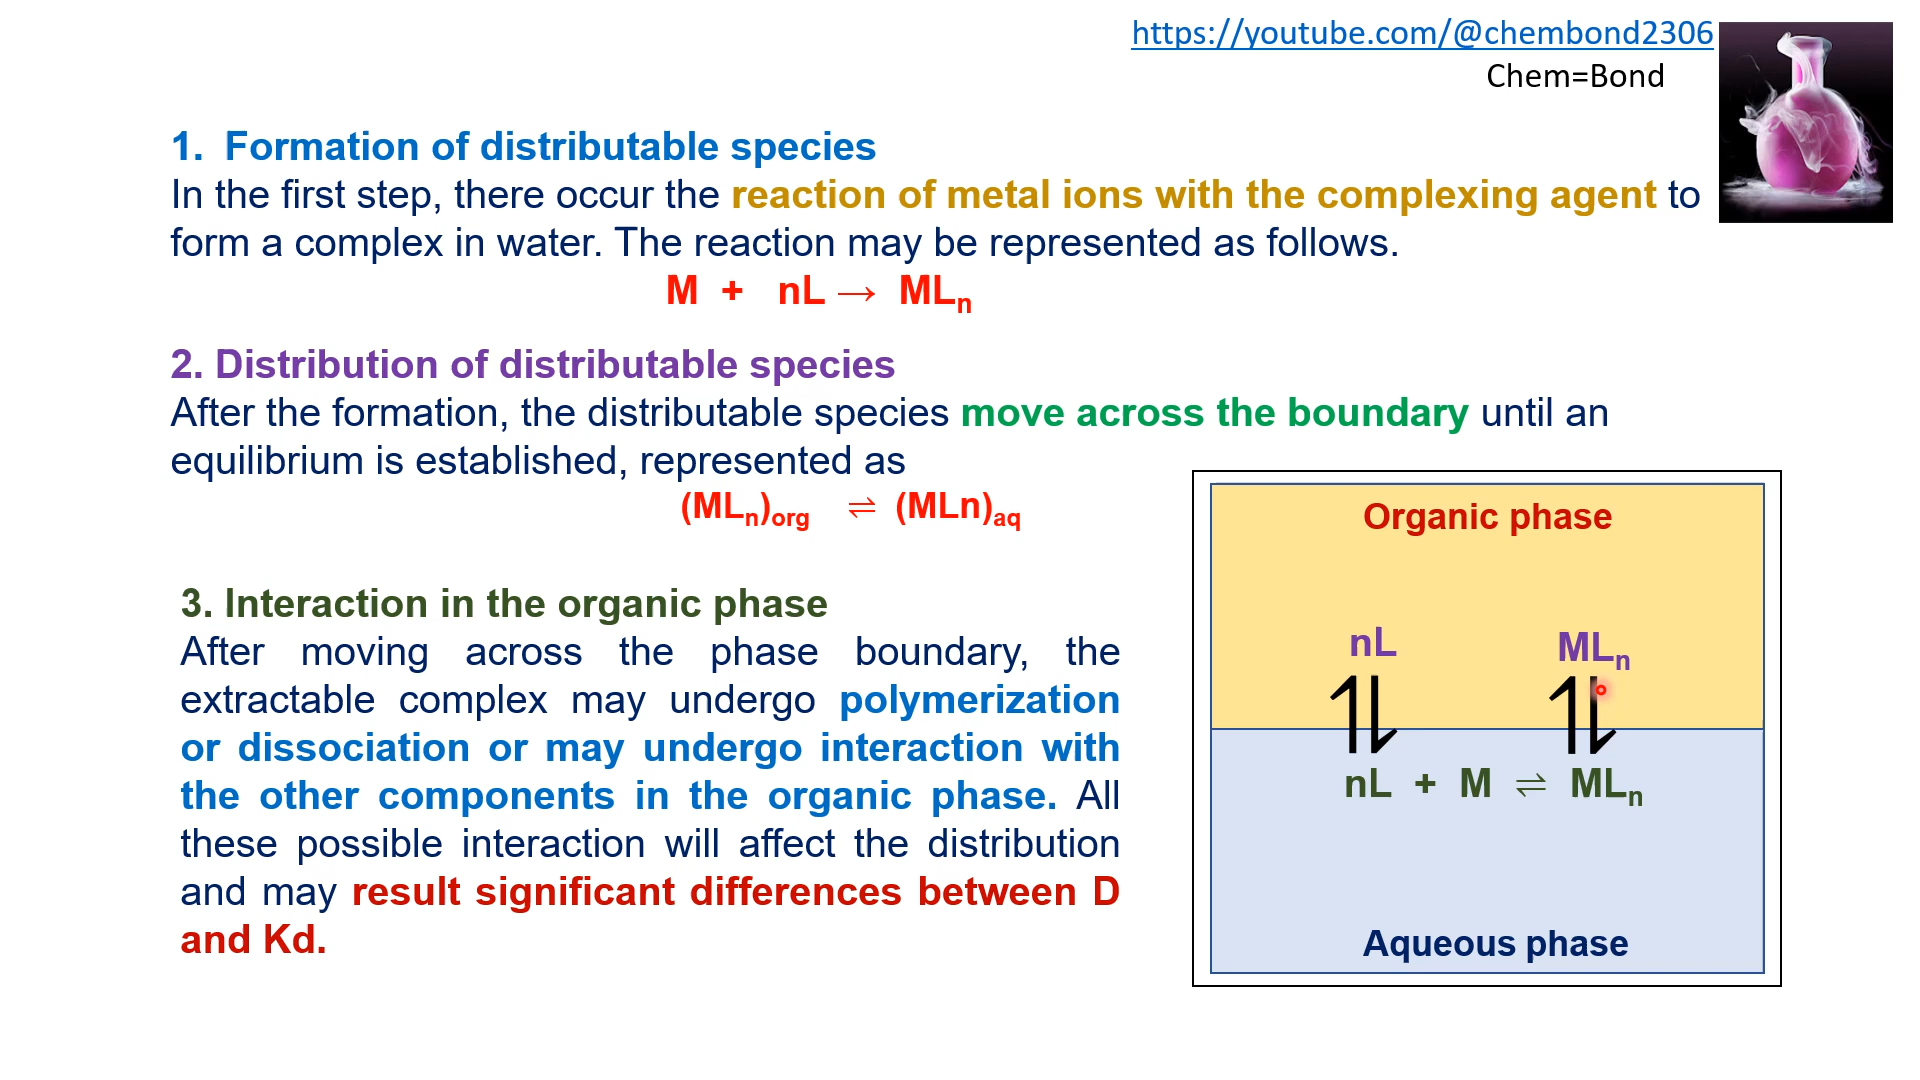 https://youtube.com/@chembond2306
Chem=Bond
1. Formation of distributable species
In the first step, there occur the reaction of metal ions with the complexing agent to
form a complex in water. The reaction may be represented as follows.
M + nL → MLₙ
2. Distribution of distributable species
After the formation, the distributable species move across the boundary until an
equilibrium is established, represented as
(MLₙ)org ⇌ (MLn)aq
3. Interaction in the organic phase
After moving across the phase boundary, the
extractable complex may undergo polymerization
or dissociation or may undergo interaction with
the other components in the organic phase. All
these possible interaction will affect the distribution
and may result significant differences between D
and Kd.
Organic phase
nL MLₙ
⥮ ⥮
nL + M ⇌ MLₙ
Aqueous phase